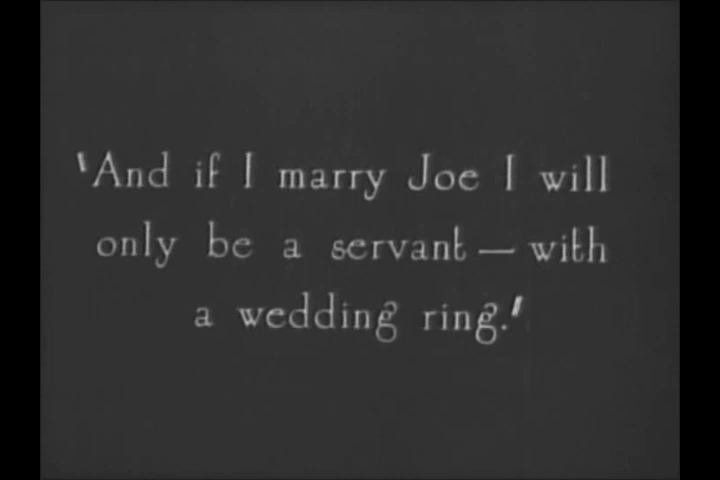 'And if I marry Joe I will
only be a servant — with
a wedding ring.'